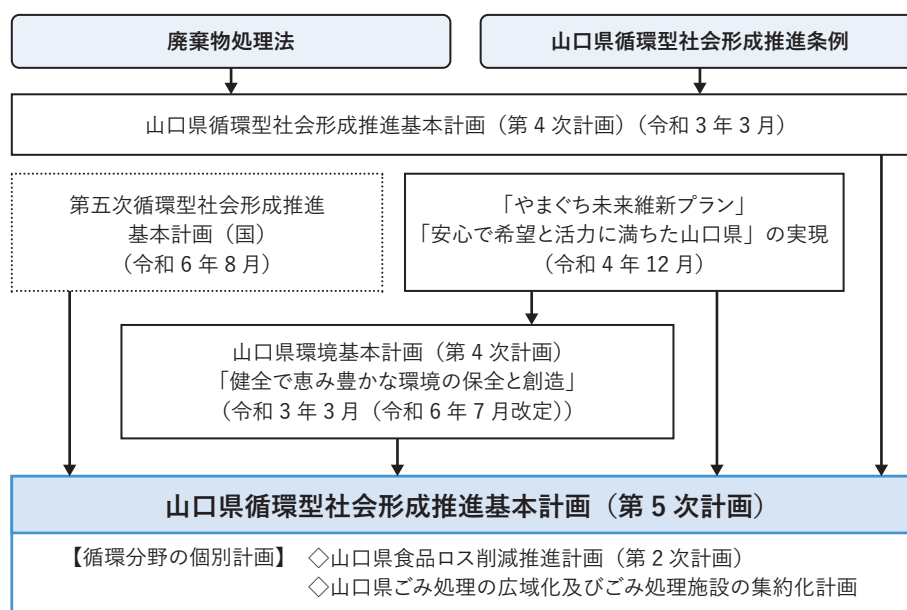 廃棄物処理法
山口県循環型社会形成推進条例
山口県循環型社会形成推進基本計画（第 4 次計画）（令和 3 年 3 月）
第五次循環型社会形成推進
基本計画（国）
（令和 6 年 8 月）
「やまぐち未来維新プラン」
「安心で希望と活力に満ちた山口県」の実現
（令和 4 年 12 月）
山口県環境基本計画（第 4 次計画）
「健全で恵み豊かな環境の保全と創造」
（令和 3 年 3 月（令和 6 年 7 月改定））
山口県循環型社会形成推進基本計画（第 5 次計画）
【循環分野の個別計画】 ◇山口県食品ロス削減推進計画（第 2 次計画）
◇山口県ごみ処理の広域化及びごみ処理施設の集約化計画